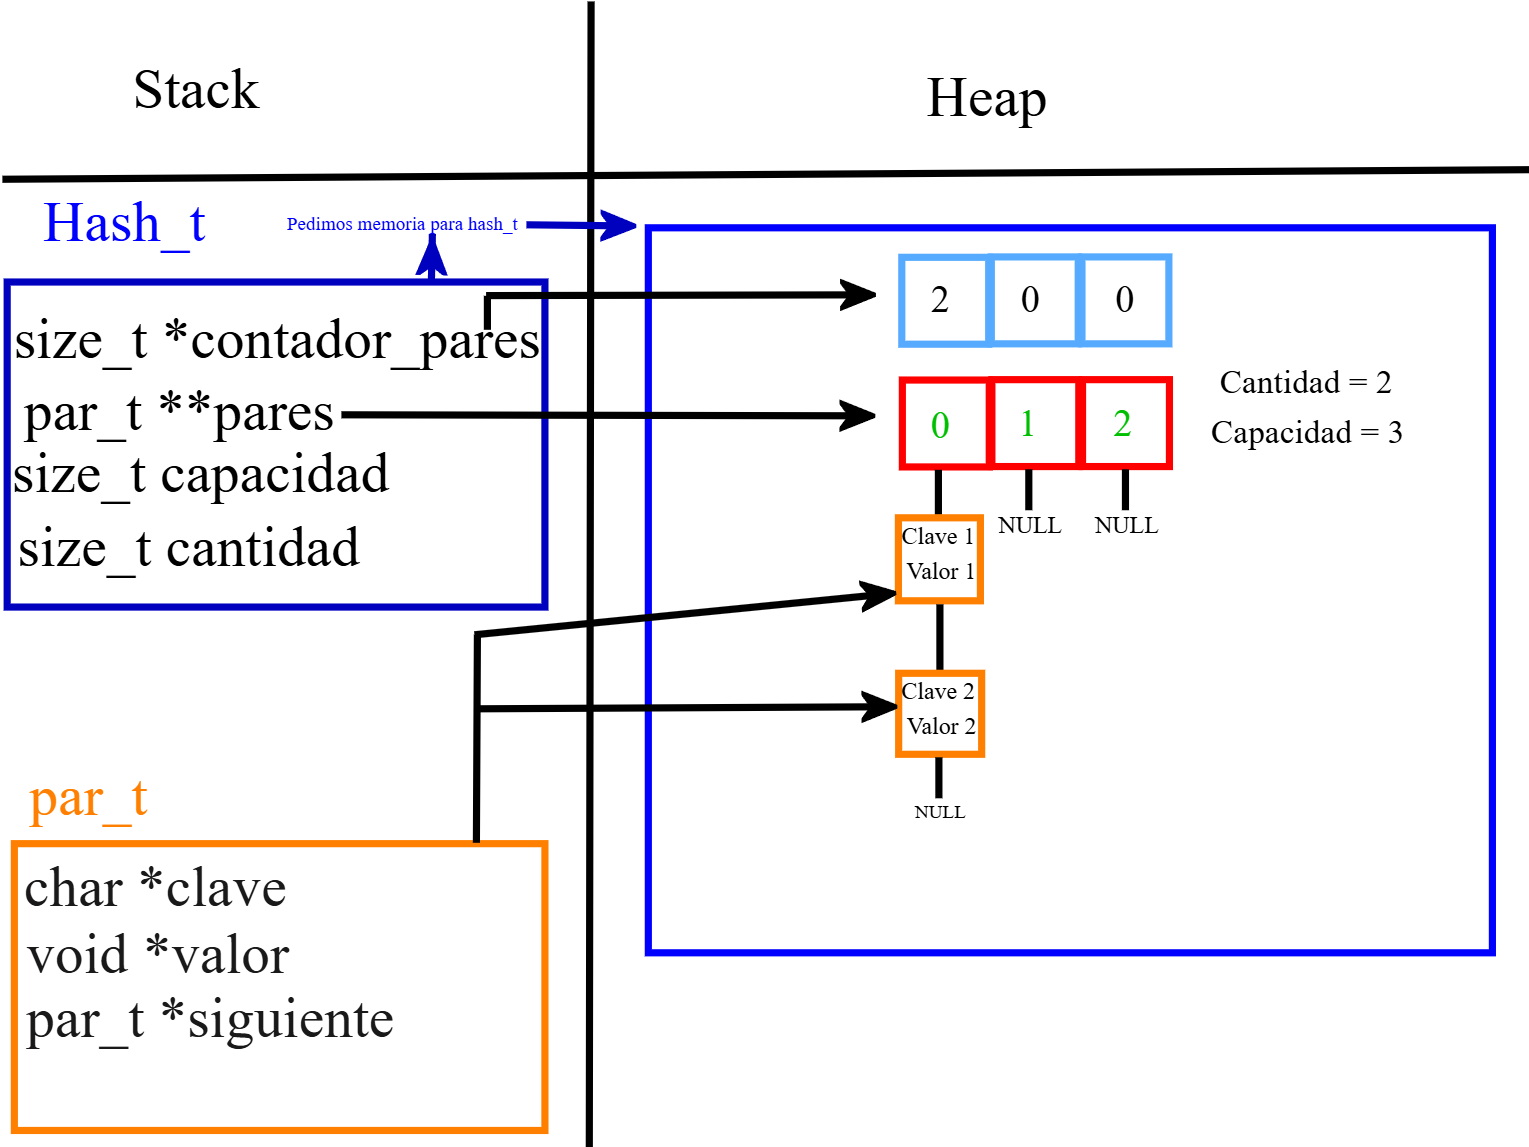 Stack
Heap
Hash_t
Pedimos memoria para hash_t
size_t *contador_pares
par_t **pares
size_t capacidad
size_t cantidad
2 0 0
0 1 2
Cantidad = 2
Capacidad = 3
NULL NULL
Clave 1
Valor 1
Clave 2
Valor 2
NULL
par_t
char *clave
void *valor
par_t *siguiente